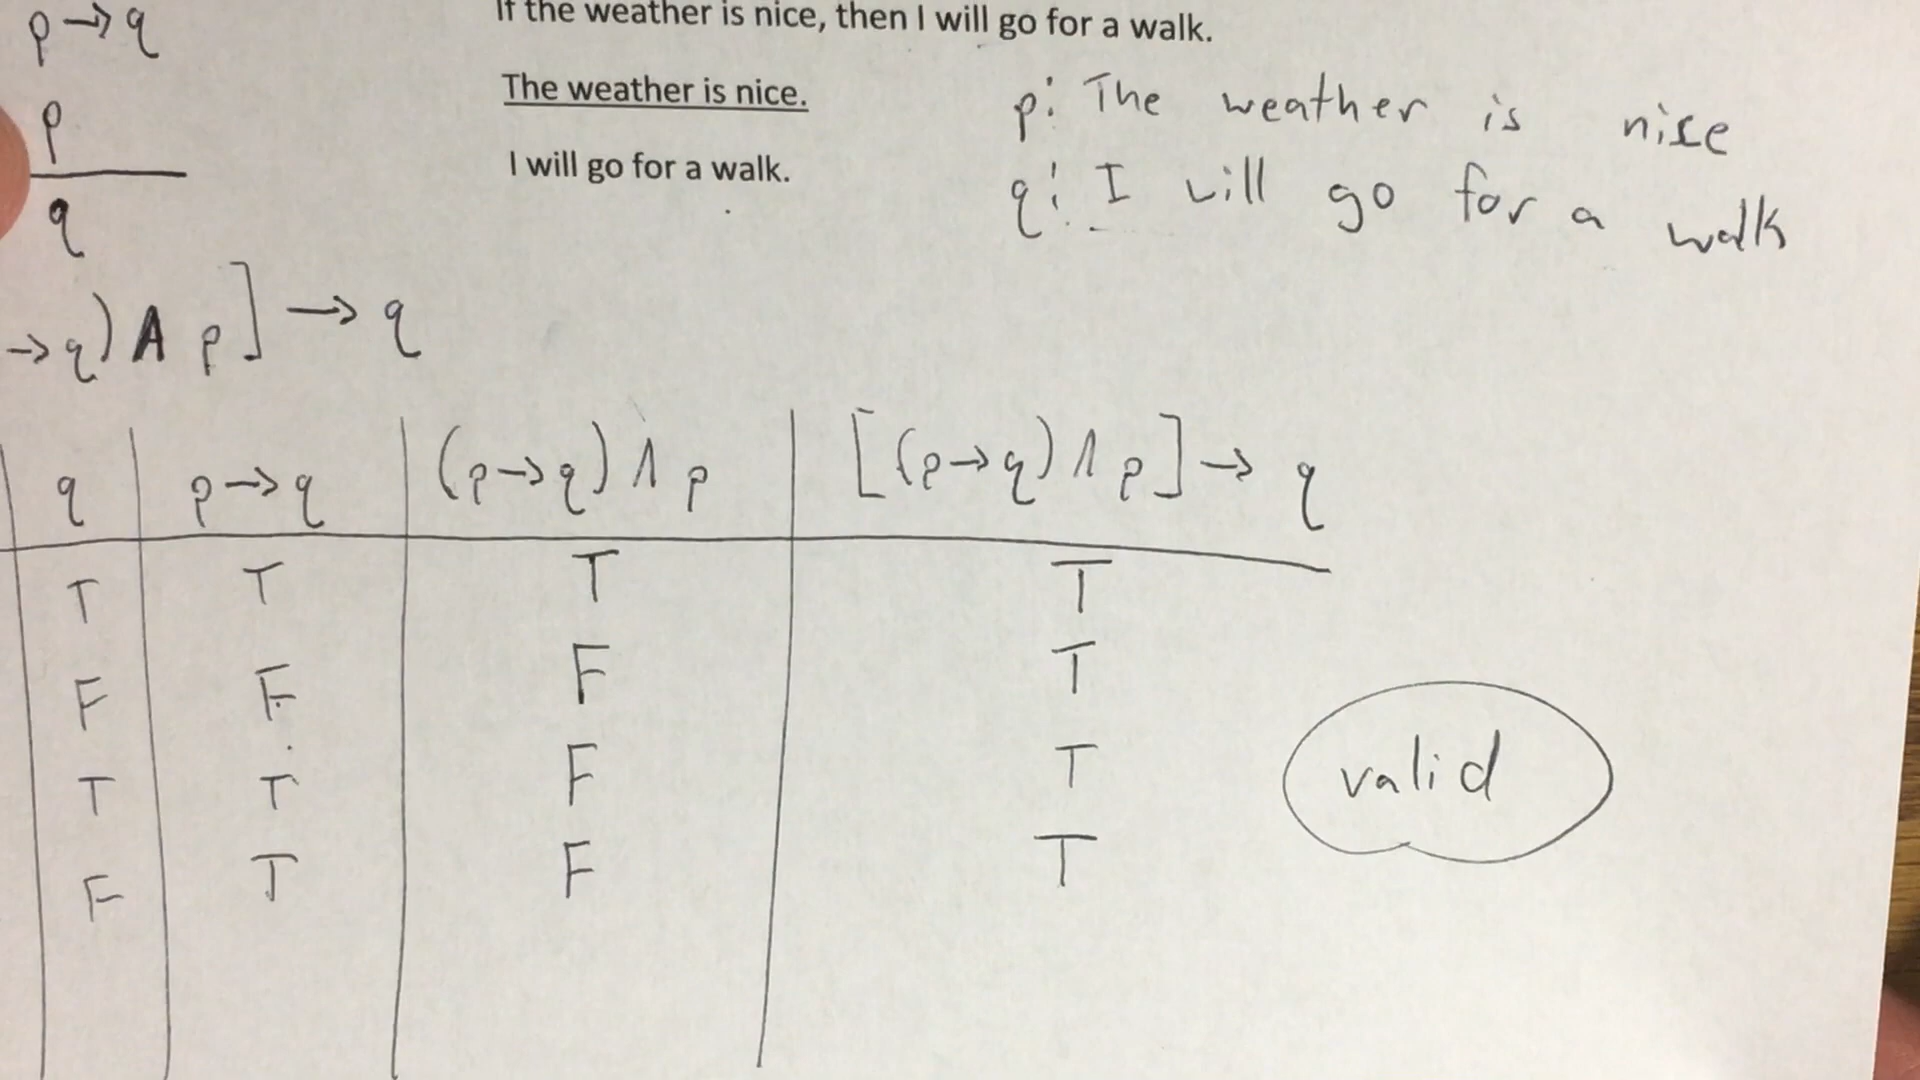 p→q
If the weather is nice, then I will go for a walk.
p
The weather is nice.
q
I will go for a walk.
p: The weather is nice
q: I will go for a walk
→q) ∧ p] → q
q p→q (p→q) ∧ p [(p→q) ∧ p] → q
T T T T
F F F T
T T F T
F T F T
valid